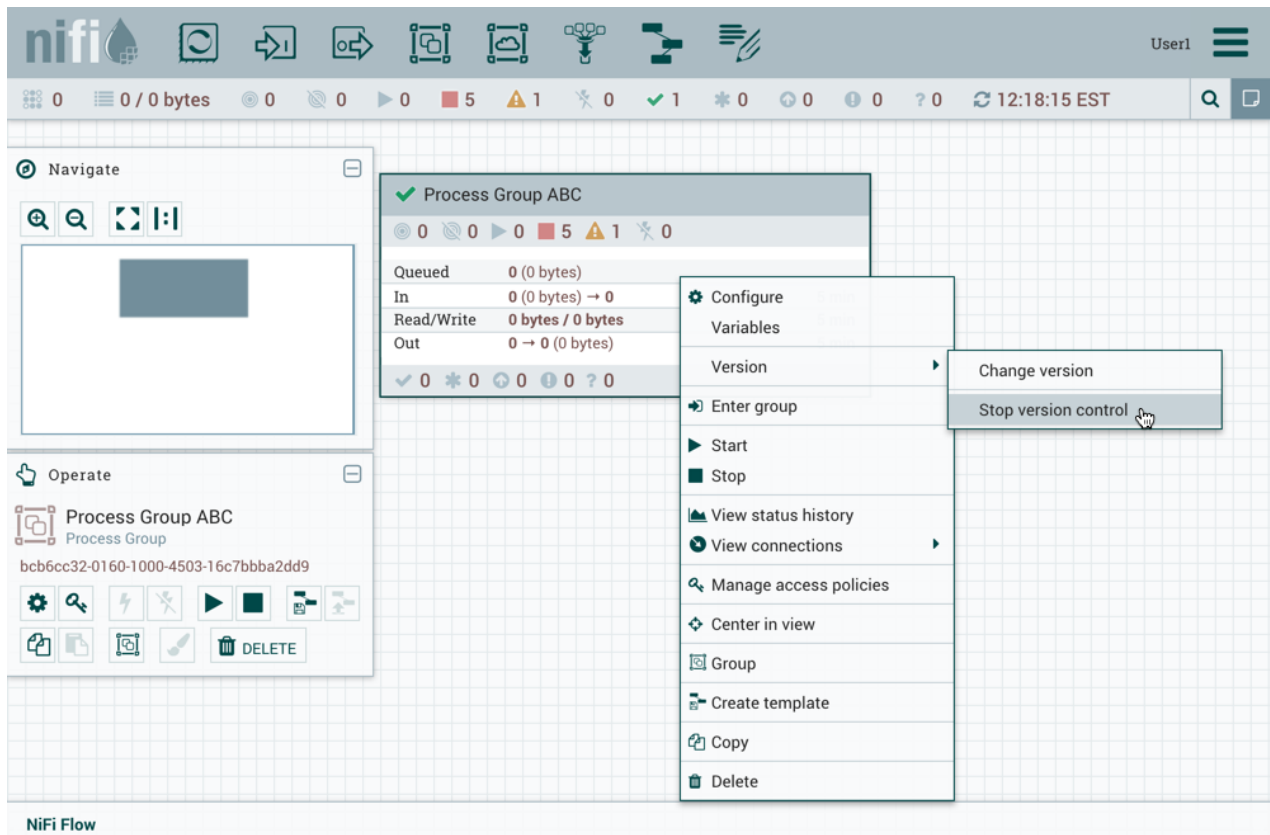 nifi User1
0 0 / 0 bytes 0 0 0 5 1 0 1 0 0 0 ? 0 12:18:15 EST
Navigate
Process Group ABC
0 0 0 5 1 0
Queued 0 (0 bytes)
In 0 (0 bytes) → 0
Read/Write 0 bytes / 0 bytes
Out 0 → 0 (0 bytes)
0 0 0 0 ? 0
Configure
Variables
Version
Enter group
Start
Stop
View status history
View connections
Manage access policies
Center in view
Group
Create template
Copy
Delete
Change version
Stop version control
Operate
Process Group ABC
Process Group
bcb6cc32-0160-1000-4503-16c7bbba2dd9
DELETE
NiFi Flow